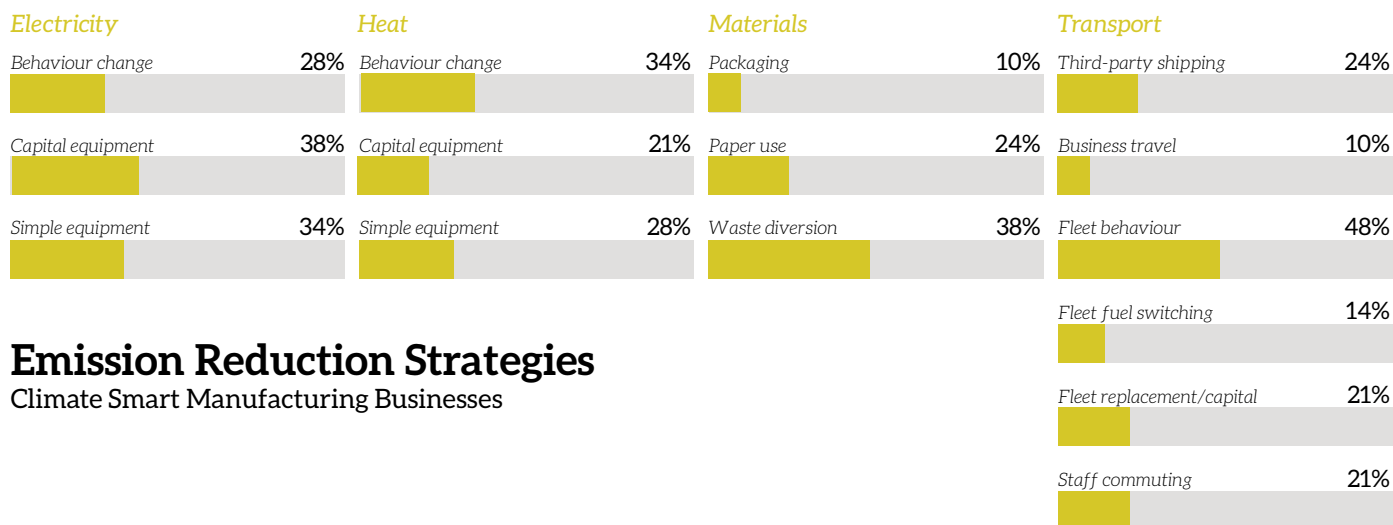 Electricity
Behaviour change 28%
Capital equipment 38%
Simple equipment 34%
Heat
Behaviour change 34%
Capital equipment 21%
Simple equipment 28%
Materials
Packaging 10%
Paper use 24%
Waste diversion 38%
Transport
Third-party shipping 24%
Business travel 10%
Fleet behaviour 48%
Fleet fuel switching 14%
Fleet replacement/capital 21%
Staff commuting 21%
Emission Reduction Strategies
Climate Smart Manufacturing Businesses